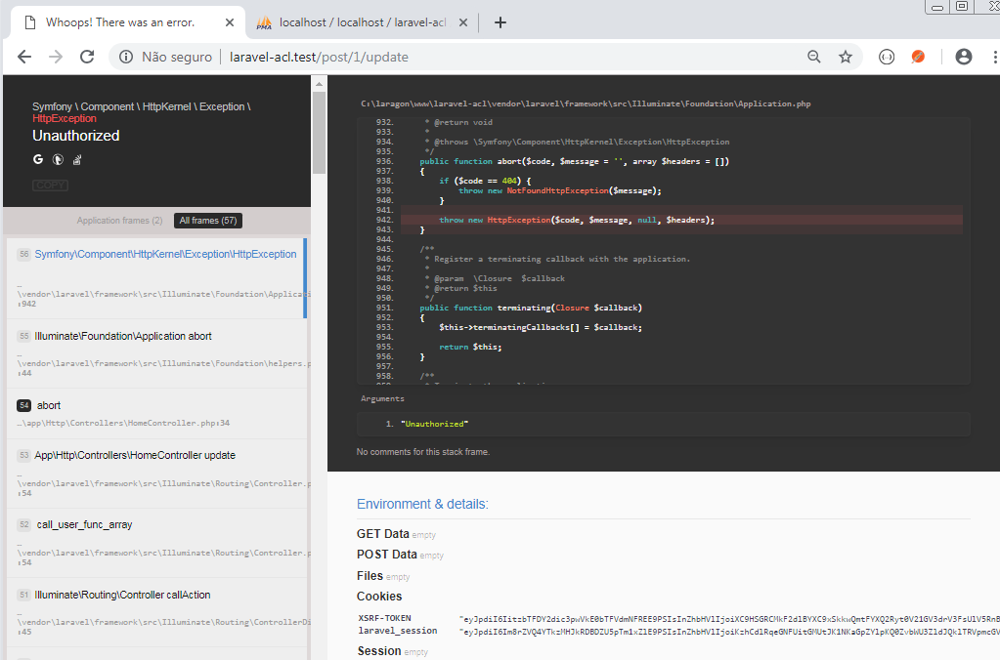 Whoops! There was an error.
PMA
localhost / localhost / laravel-acl
Não seguro
laravel-acl.test/post/1/update
Symfony \ Component \ HttpKernel \ Exception \
HttpException
Unauthorized
COPY
Application frames (2)
All frames (57)
56 Symfony\Component\HttpKernel\Exception\HttpException
…
\vendor\laravel\framework\src\Illuminate\Foundation\Applicati
:942
55 Illuminate\Foundation\Application abort
…
\vendor\laravel\framework\src\Illuminate\Foundation\helpers.p
:44
54 abort
…\app\Http\Controllers\HomeController.php:34
53 App\Http\Controllers\HomeController update
…
\vendor\laravel\framework\src\Illuminate\Routing\Controller.p
:54
52 call_user_func_array
…
\vendor\laravel\framework\src\Illuminate\Routing\Controller.p
:54
51 Illuminate\Routing\Controller callAction
…
\vendor\laravel\framework\src\Illuminate\Routing\ControllerDi
:45
C:\laragon\www\laravel-acl\vendor\laravel\framework\src\Illuminate\Foundation\Application.php
932. * @return void
933. *
934. * @throws \Symfony\Component\HttpKernel\Exception\HttpException
935. */
936. public function abort($code, $message = '', array $headers = [])
937. {
938. if ($code == 404) {
939. throw new NotFoundHttpException($message);
940. }
941.
942. throw new HttpException($code, $message, null, $headers);
943. }
944.
945. /**
946. * Register a terminating callback with the application.
947. *
948. * @param \Closure $callback
949. * @return $this
950. */
951. public function terminating(Closure $callback)
952. {
953. $this->terminatingCallbacks[] = $callback;
954.
955. return $this;
956. }
957.
958. /**
Arguments
1. "Unauthorized"
No comments for this stack frame.
Environment & details:
GET Data empty
POST Data empty
Files empty
Cookies
XSRF-TOKEN
laravel_session
Session empty